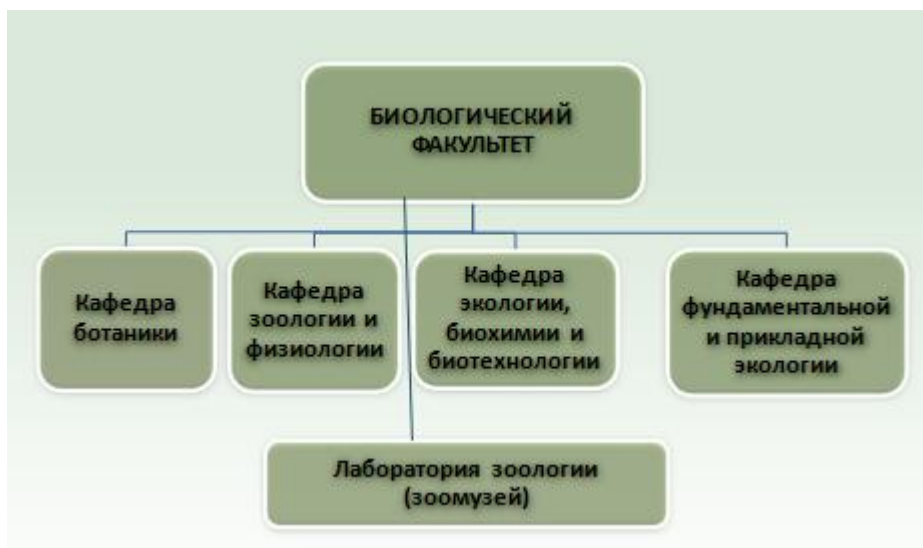 БИОЛОГИЧЕСКИЙ
ФАКУЛЬТЕТ
Кафедра
ботаники
Кафедра
зоологии и
физиологии
Кафедра
экологии,
биохимии и
биотехнологии
Кафедра
фундаментальной
и прикладной
экологии
Лаборатория зоологии
(зоомузей)